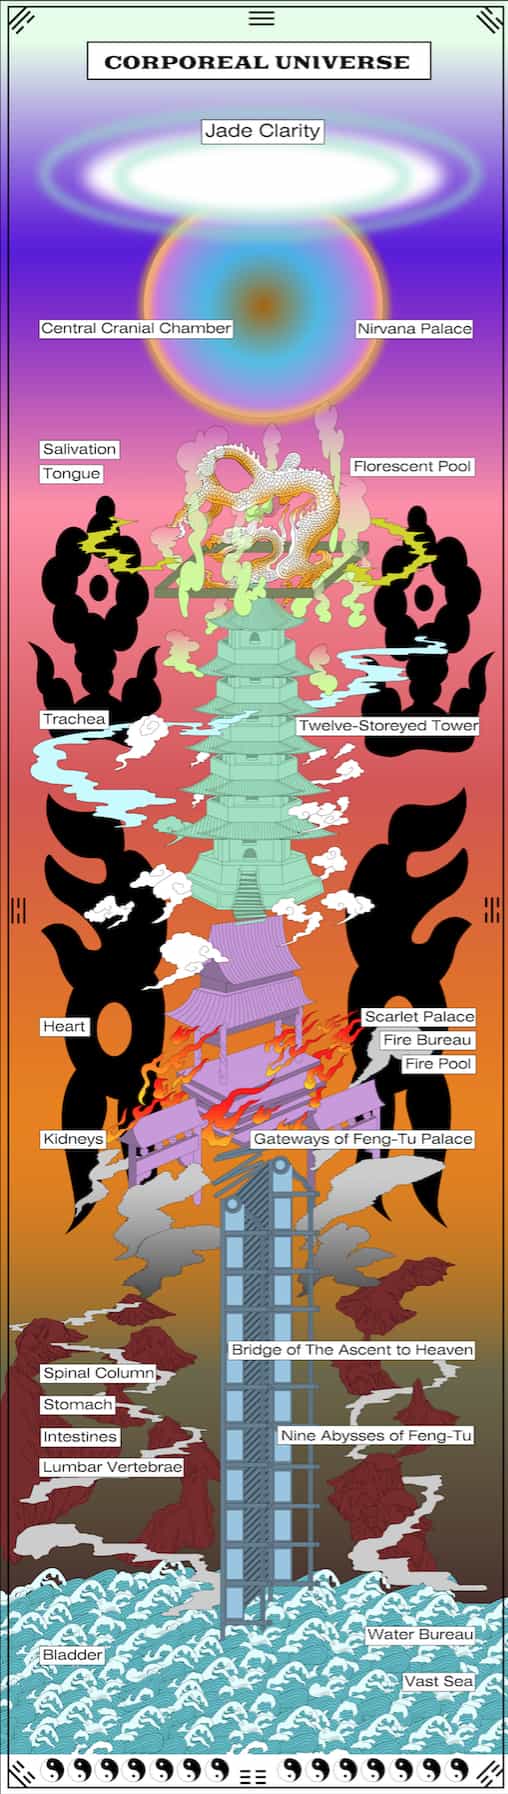 CORPOREAL UNIVERSE
Jade Clarity
Central Cranial Chamber
Nirvana Palace
Salivation
Tongue
Florescent Pool
Trachea
Twelve-Storeyed Tower
Heart
Scarlet Palace
Fire Bureau
Fire Pool
Kidneys
Gateways of Feng-Tu Palace
Bridge of The Ascent to Heaven
Spinal Column
Stomach
Intestines
Nine Abysses of Feng-Tu
Lumbar Vertebrae
Water Bureau
Bladder
Vast Sea